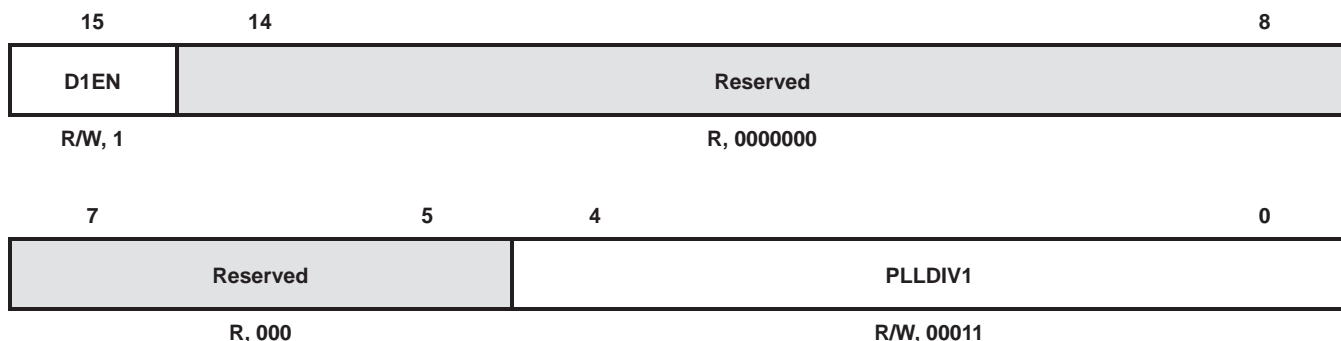 15 14 8
D1EN Reserved
R/W, 1 R, 0000000
7 5 4 0
Reserved PLLDIV1
R, 000 R/W, 00011